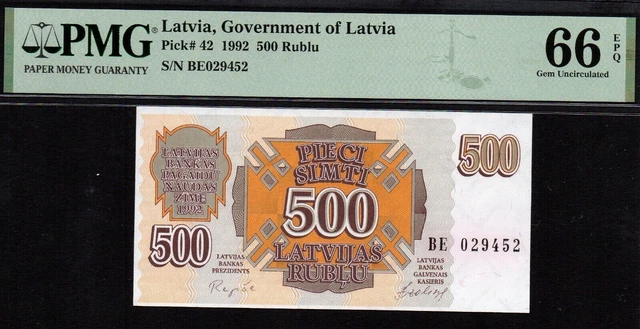 PMG®
PAPER MONEY GUARANTY
Latvia, Government of Latvia
Pick# 42 1992 500 Rublu
S/N BE029452
66 EPQ
Gem Uncirculated
LATVIJAS
BANKAS
PAGAIDU
NAUDAS
ZĪME
1992
PIECI
SIMTI
500
LATVIJAS
RUBĻU
500
500
BE 029452
LATVIJAS
BANKAS
PREZIDENTS
LATVIJAS
BANKAS
GALVENAIS
KASIERIS